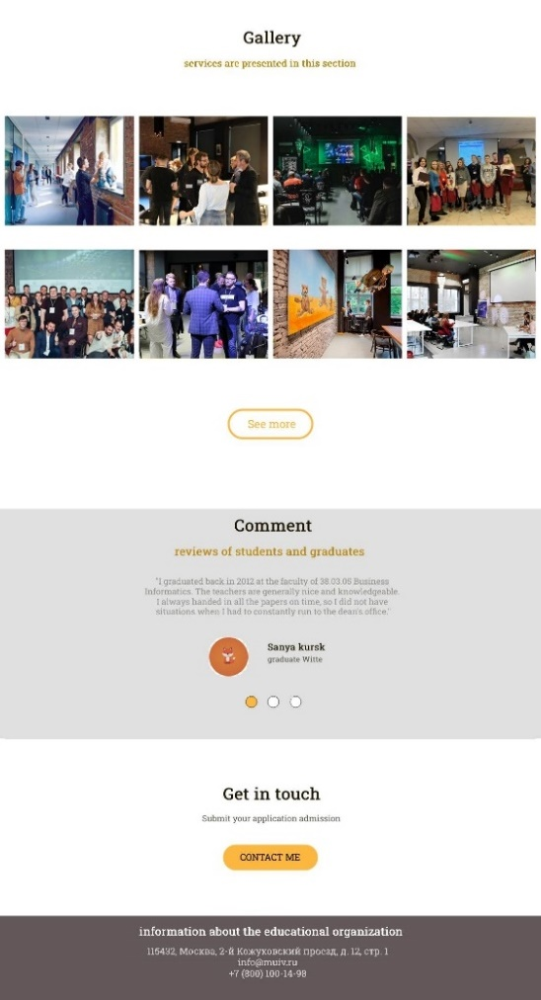 Gallery
services are presented in this section
See more
Comment
reviews of students and graduates
"I graduated back in 2012 at the faculty of 38.03.05 Business
Informatics. The teachers are generally nice and knowledgeable.
I always handed in all the papers on time, so I did not have
situations when I had to constantly run to the dean's office."
Sanya kursk
graduate Witte
Get in touch
Submit your application admission
CONTACT ME
information about the educational organization
115432, Москва, 2-й Кожуховский проезд, д. 12, стр. 1
info@muiv.ru
+7 (800) 100-14-98